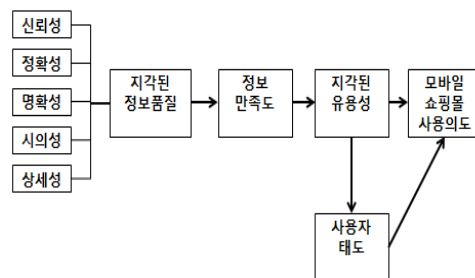 신뢰성
정확성
명확성
시의성
상세성
지각된
정보품질
정보
만족도
지각된
유용성
모바일
쇼핑몰
사용의도
사용자
태도